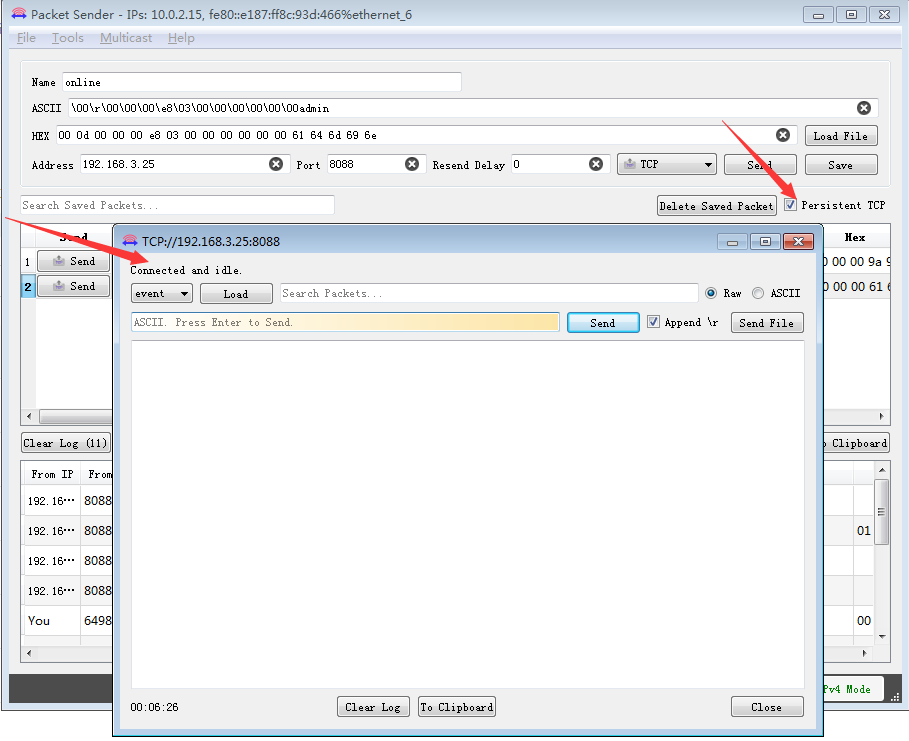 Packet Sender - IPs: 10.0.2.15, fe80::e187:ff8c:93d:466%ethernet_6
File Tools Multicast Help
Name online
ASCII \00\r\00\00\00\e8\03\00\00\00\00\00\00admin
HEX 00 0d 00 00 00 e8 03 00 00 00 00 00 00 61 64 6d 69 6e Load File
Address 192.168.3.25 Port 8088 Resend Delay 0 TCP Send Save
Search Saved Packets... Delete Saved Packet Persistent TCP
Send Hex
TCP://192.168.3.25:8088
Connected and idle.
1 Send 0 00 00 9a 9
event Load Search Packets... Raw ASCII
2 Send 0 00 00 61 6
ASCII. Press Enter to Send. Send Append \r Send File
Clear Log (11) Clipboard
From IP From
192.16··· 8088
192.16··· 8088 01
192.16··· 8088
192.16··· 8088
You 6498 00
Pv4 Mode
00:06:26 Clear Log To Clipboard Close